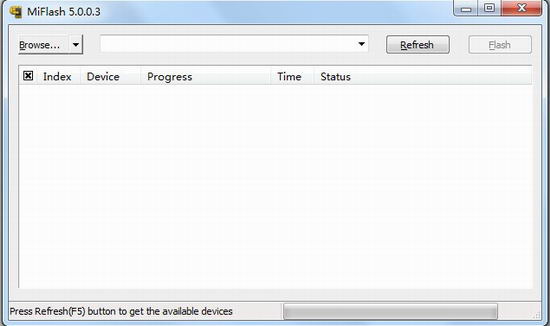 MiFlash 5.0.0.3
Browse... Refresh Flash
Index Device Progress Time Status
Press Refresh(F5) button to get the available devices